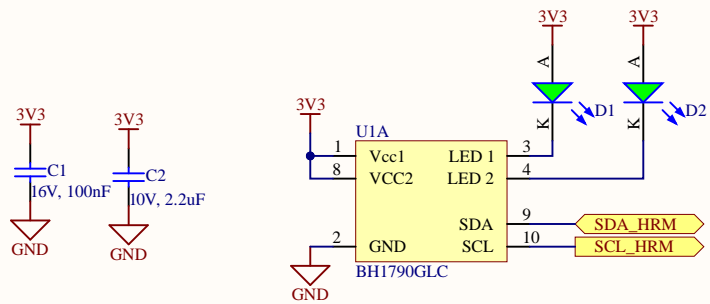 3V3
3V3
A
A
D1
D2
K
K
3V3
3V3
3V3
C1
16V, 100nF
C2
10V, 2.2uF
GND
GND
U1A
1 Vcc1 LED 1 3
8 VCC2 LED 2 4
SDA 9 SDA_HRM
2 GND SCL 10 SCL_HRM
BH1790GLC
GND